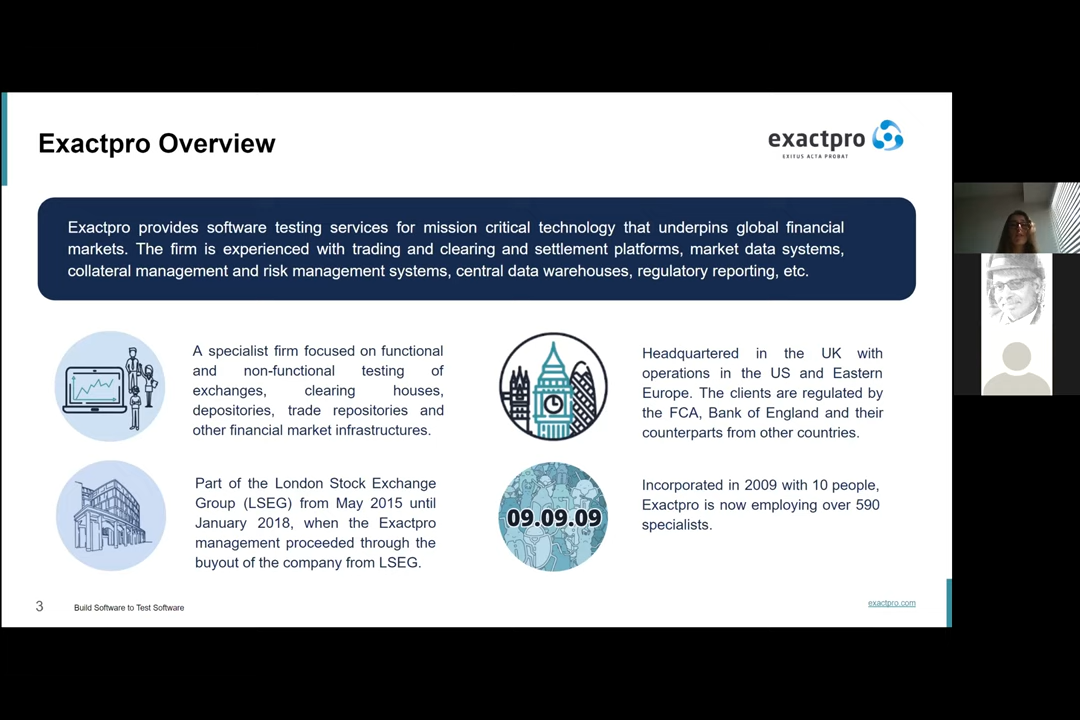 Exactpro Overview
exactpro
EXITUS ACTA PROBAT
Exactpro provides software testing services for mission critical technology that underpins global financial
markets. The firm is experienced with trading and clearing and settlement platforms, market data systems,
collateral management and risk management systems, central data warehouses, regulatory reporting, etc.
A specialist firm focused on functional
and non-functional testing of
exchanges, clearing houses,
depositories, trade repositories and
other financial market infrastructures.
Headquartered in the UK with
operations in the US and Eastern
Europe. The clients are regulated by
the FCA, Bank of England and their
counterparts from other countries.
Part of the London Stock Exchange
Group (LSEG) from May 2015 until
January 2018, when the Exactpro
management proceeded through the
buyout of the company from LSEG.
09.09.09
Incorporated in 2009 with 10 people,
Exactpro is now employing over 590
specialists.
3
Build Software to Test Software
exactpro.com